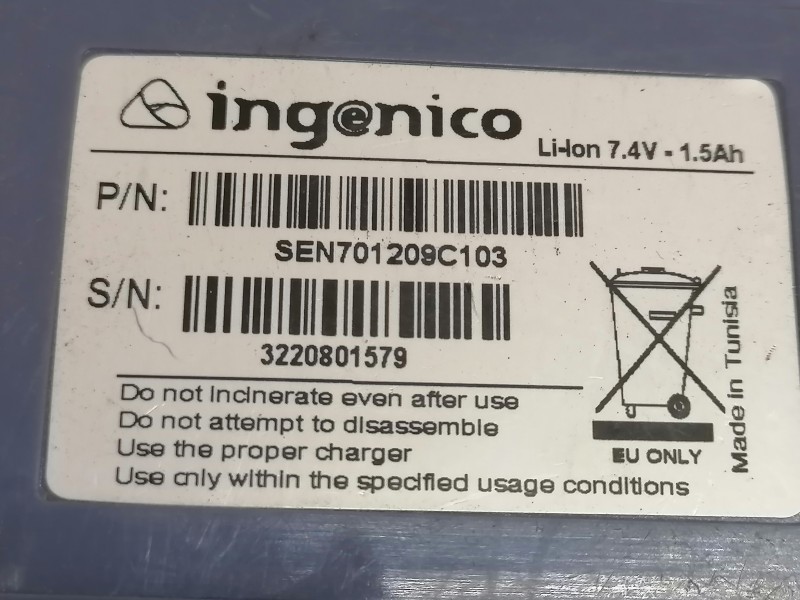 ingenico
Li-Ion 7.4V - 1.5Ah
P/N:
SEN701209C103
S/N:
3220801579
Do not incinerate even after use
Do not attempt to disassemble
Use the proper charger
Use only within the specified usage conditions
EU ONLY
Made in Tunisia